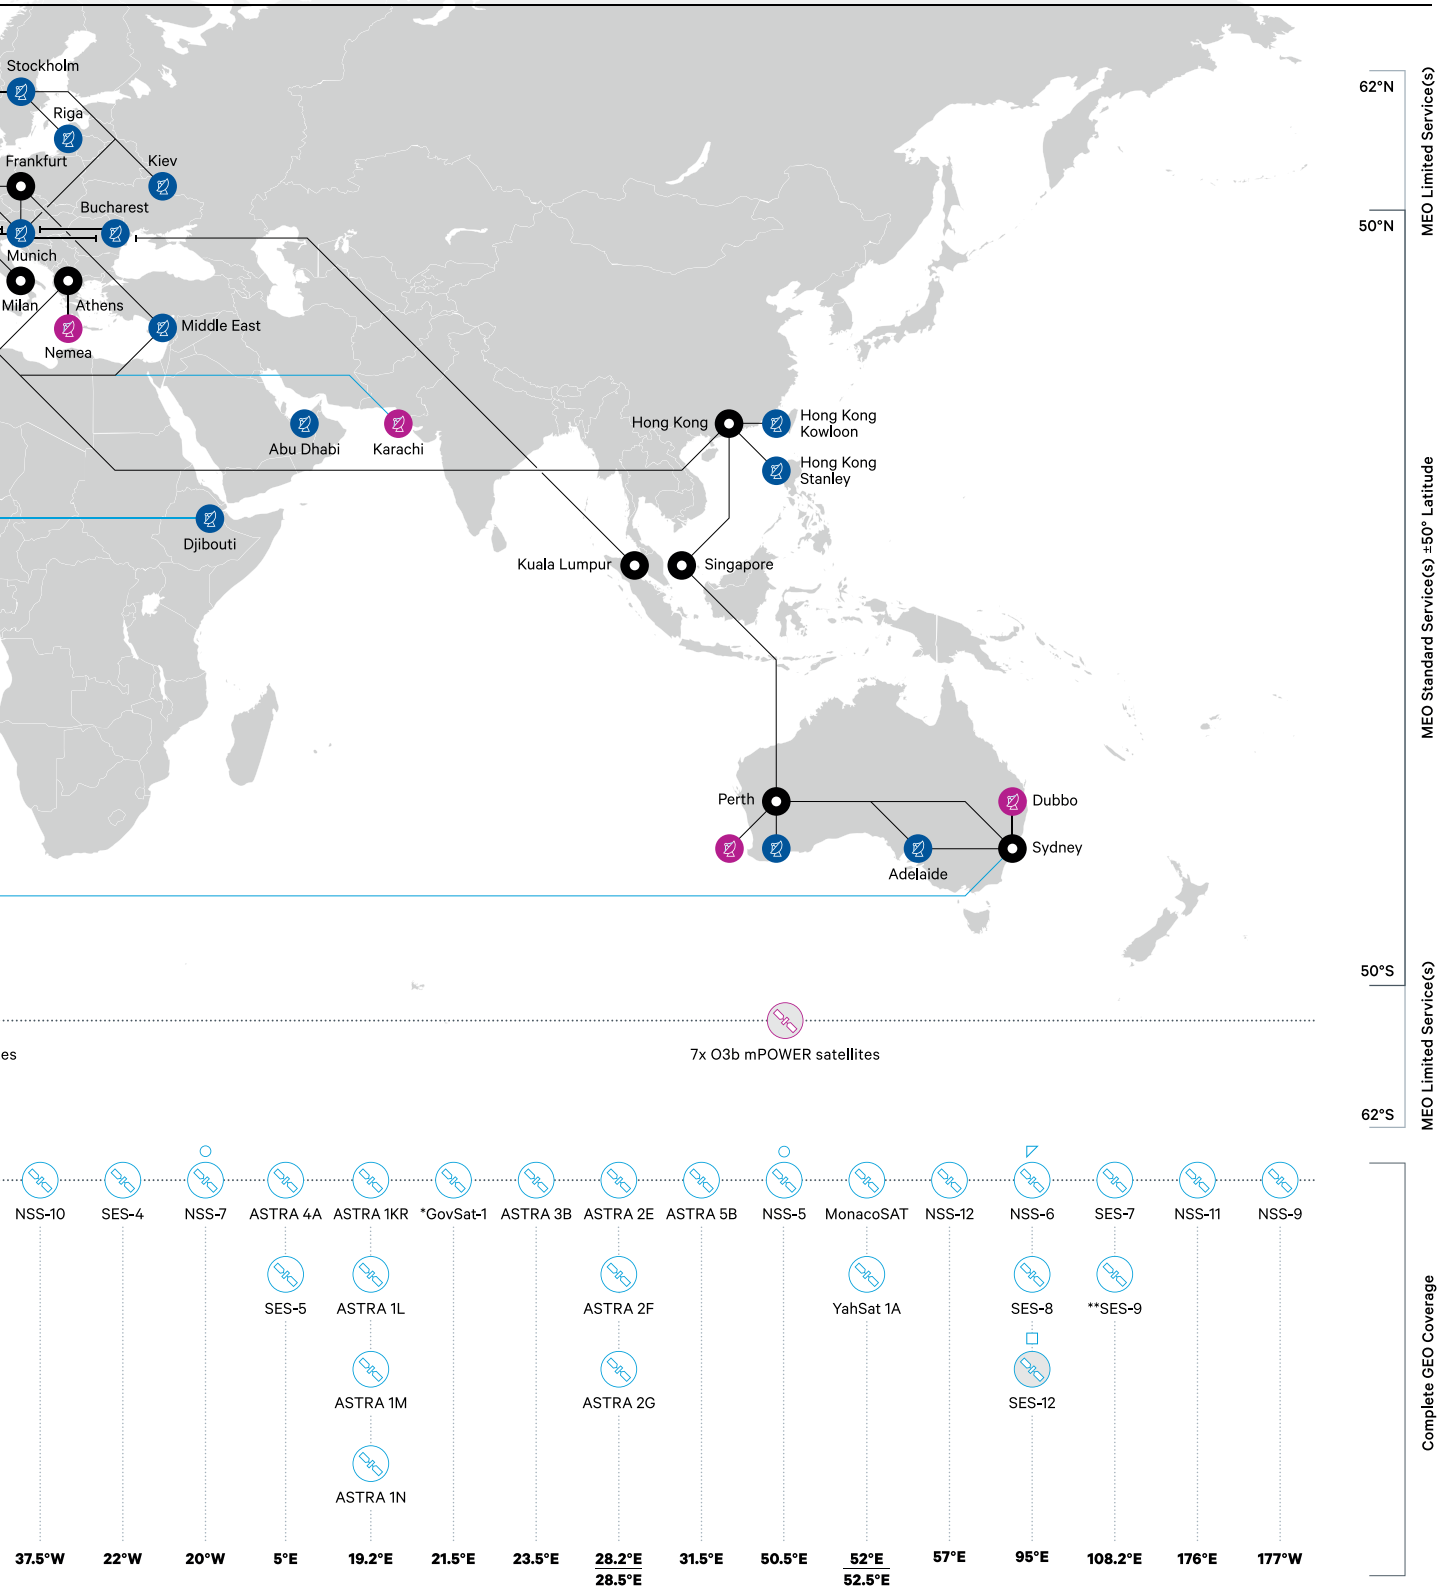 Stockholm
Riga
Frankfurt
Kiev
Bucharest
Munich
Milan
Athens
Middle East
Nemea
Abu Dhabi
Karachi
Hong Kong
Hong Kong
Kowloon
Hong Kong
Stanley
Djibouti
Kuala Lumpur
Singapore
Perth
Dubbo
Sydney
Adelaide
62°N
MEO Limited Service(s)
50°N
MEO Standard Service(s) ±50° Latitude
50°S
MEO Limited Service(s)
62°S
es
7x O3b mPOWER satellites
NSS-10 SES-4 NSS-7 ASTRA 4A ASTRA 1KR *GovSat-1 ASTRA 3B ASTRA 2E ASTRA 5B NSS-5 MonacoSAT NSS-12 NSS-6 SES-7 NSS-11 NSS-9
SES-5 ASTRA 1L ASTRA 2F YahSat 1A SES-8 **SES-9
ASTRA 1M ASTRA 2G SES-12
ASTRA 1N
Complete GEO Coverage
37.5°W 22°W 20°W 5°E 19.2°E 21.5°E 23.5°E 28.2°E 31.5°E 50.5°E 52°E 57°E 95°E 108.2°E 176°E 177°W
28.5°E 52.5°E